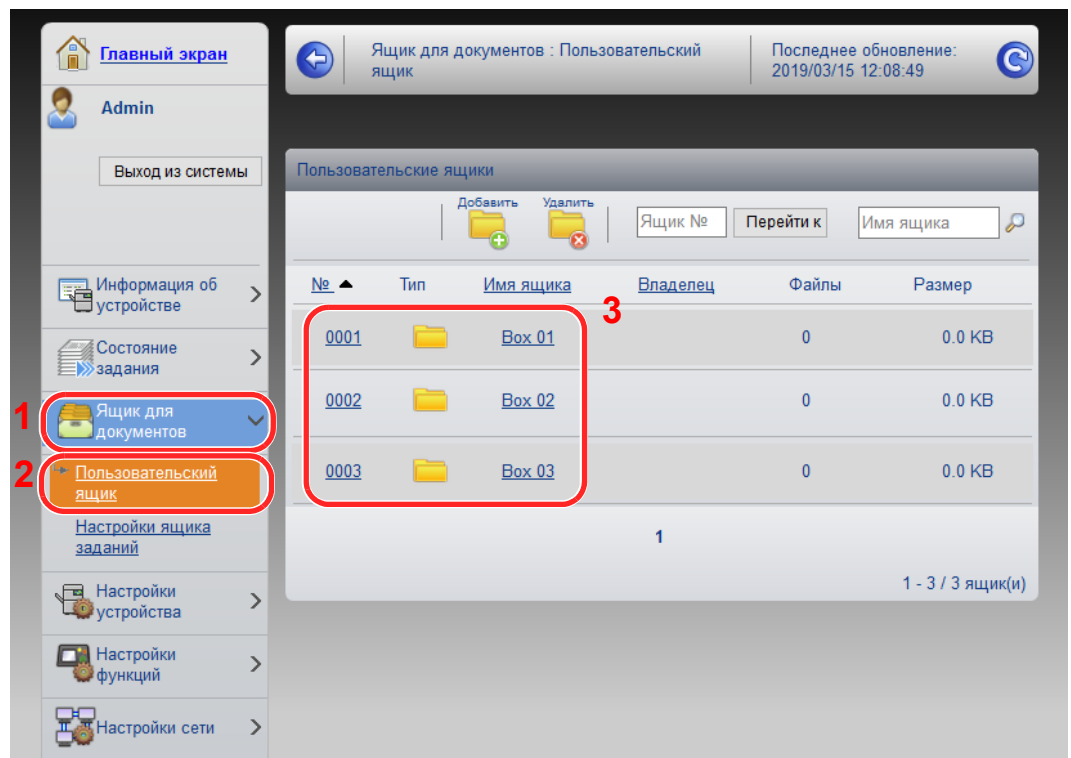 Главный экран
Admin
Выход из системы
Информация об
устройстве
Состояние
задания
1
Ящик для
документов
2
Пользовательский
ящик
Настройки ящика
заданий
Настройки
устройства
Настройки
функций
Настройки сети
Ящик для документов : Пользовательский
ящик
Последнее обновление:
2019/03/15 12:08:49
Пользовательские ящики
Добавить Удалить
Ящик № Перейти к Имя ящика
№ Тип Имя ящика Владелец Файлы Размер
3
0001 Box 01 0 0.0 KB
0002 Box 02 0 0.0 KB
0003 Box 03 0 0.0 KB
1
1 - 3 / 3 ящик(и)